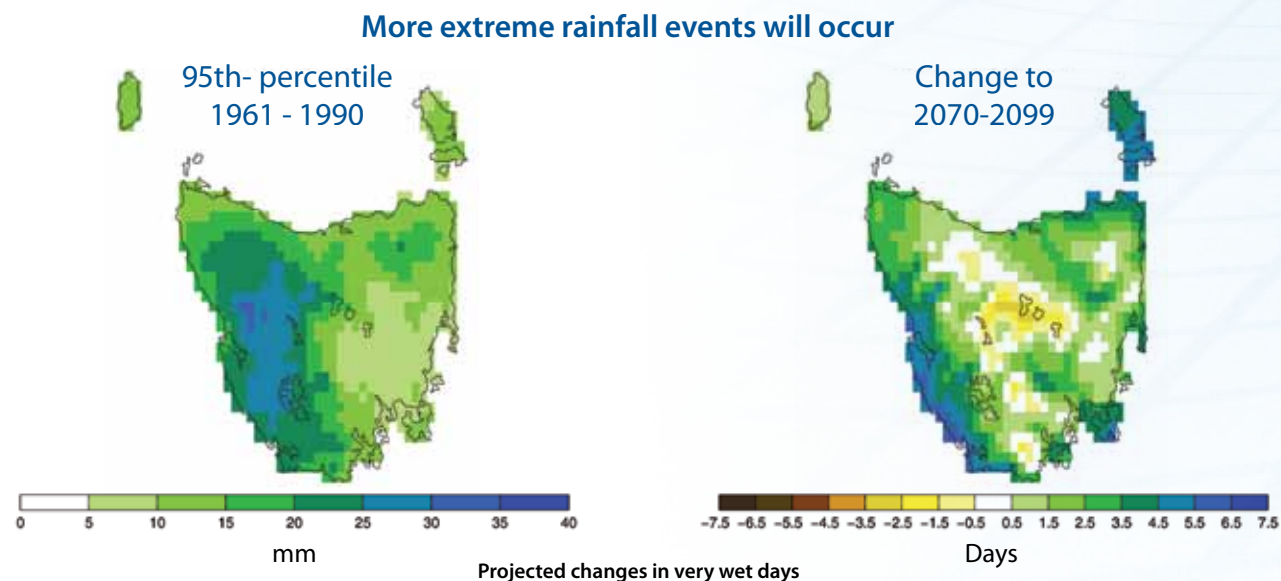 More extreme rainfall events will occur
95th- percentile
1961 - 1990
Change to
2070-2099
0 5 10 15 20 25 30 35 40
mm
-7.5 -6.5 -5.5 -4.5 -3.5 -2.5 -1.5 -0.5 0.5 1.5 2.5 3.5 4.5 5.5 6.5 7.5
Days
Projected changes in very wet days